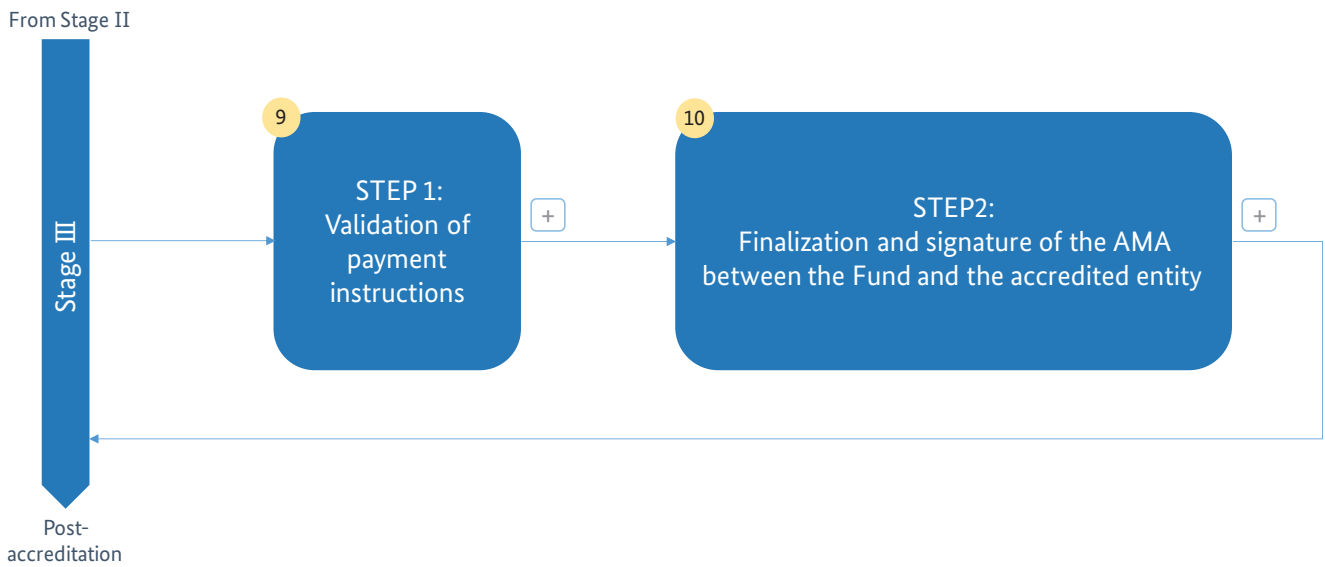 From Stage II
Stage III
9
STEP 1:
Validation of
payment
instructions
+
10
STEP2:
Finalization and signature of the AMA
between the Fund and the accredited entity
+
Post-
accreditation